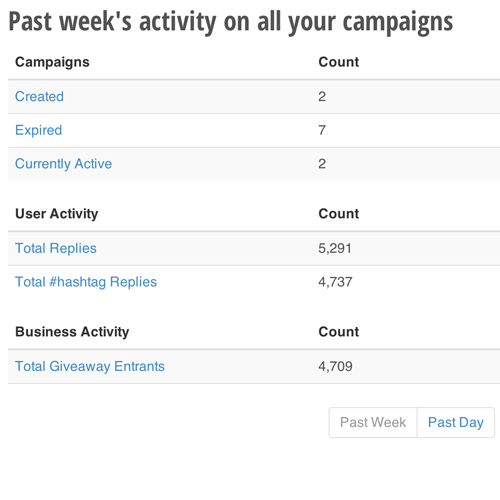 Past week's activity on all your campaigns
Campaigns Count
Created 2
Expired 7
Currently Active 2
User Activity Count
Total Replies 5,291
Total #hashtag Replies 4,737
Business Activity Count
Total Giveaway Entrants 4,709
Past Week Past Day